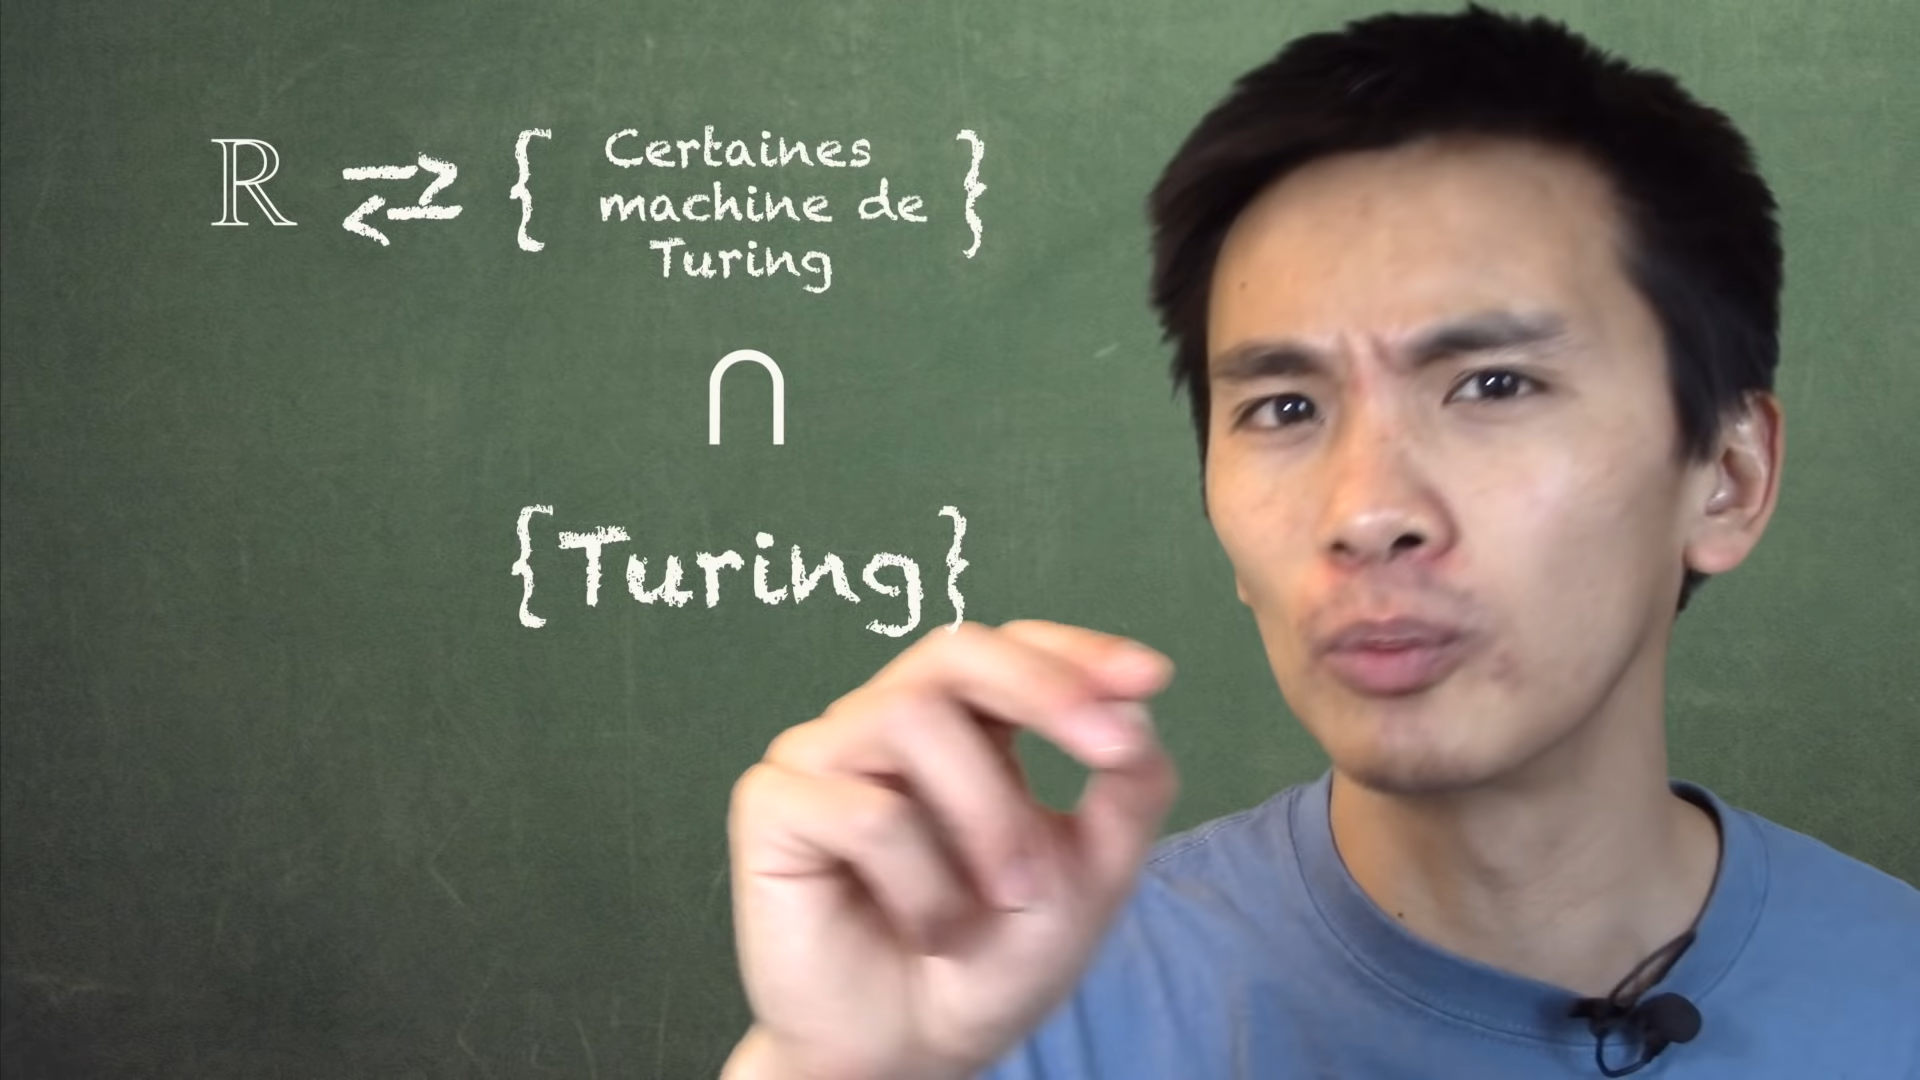 ℝ ⇄ { Certaines
machine de
Turing }
∩
{Turing}